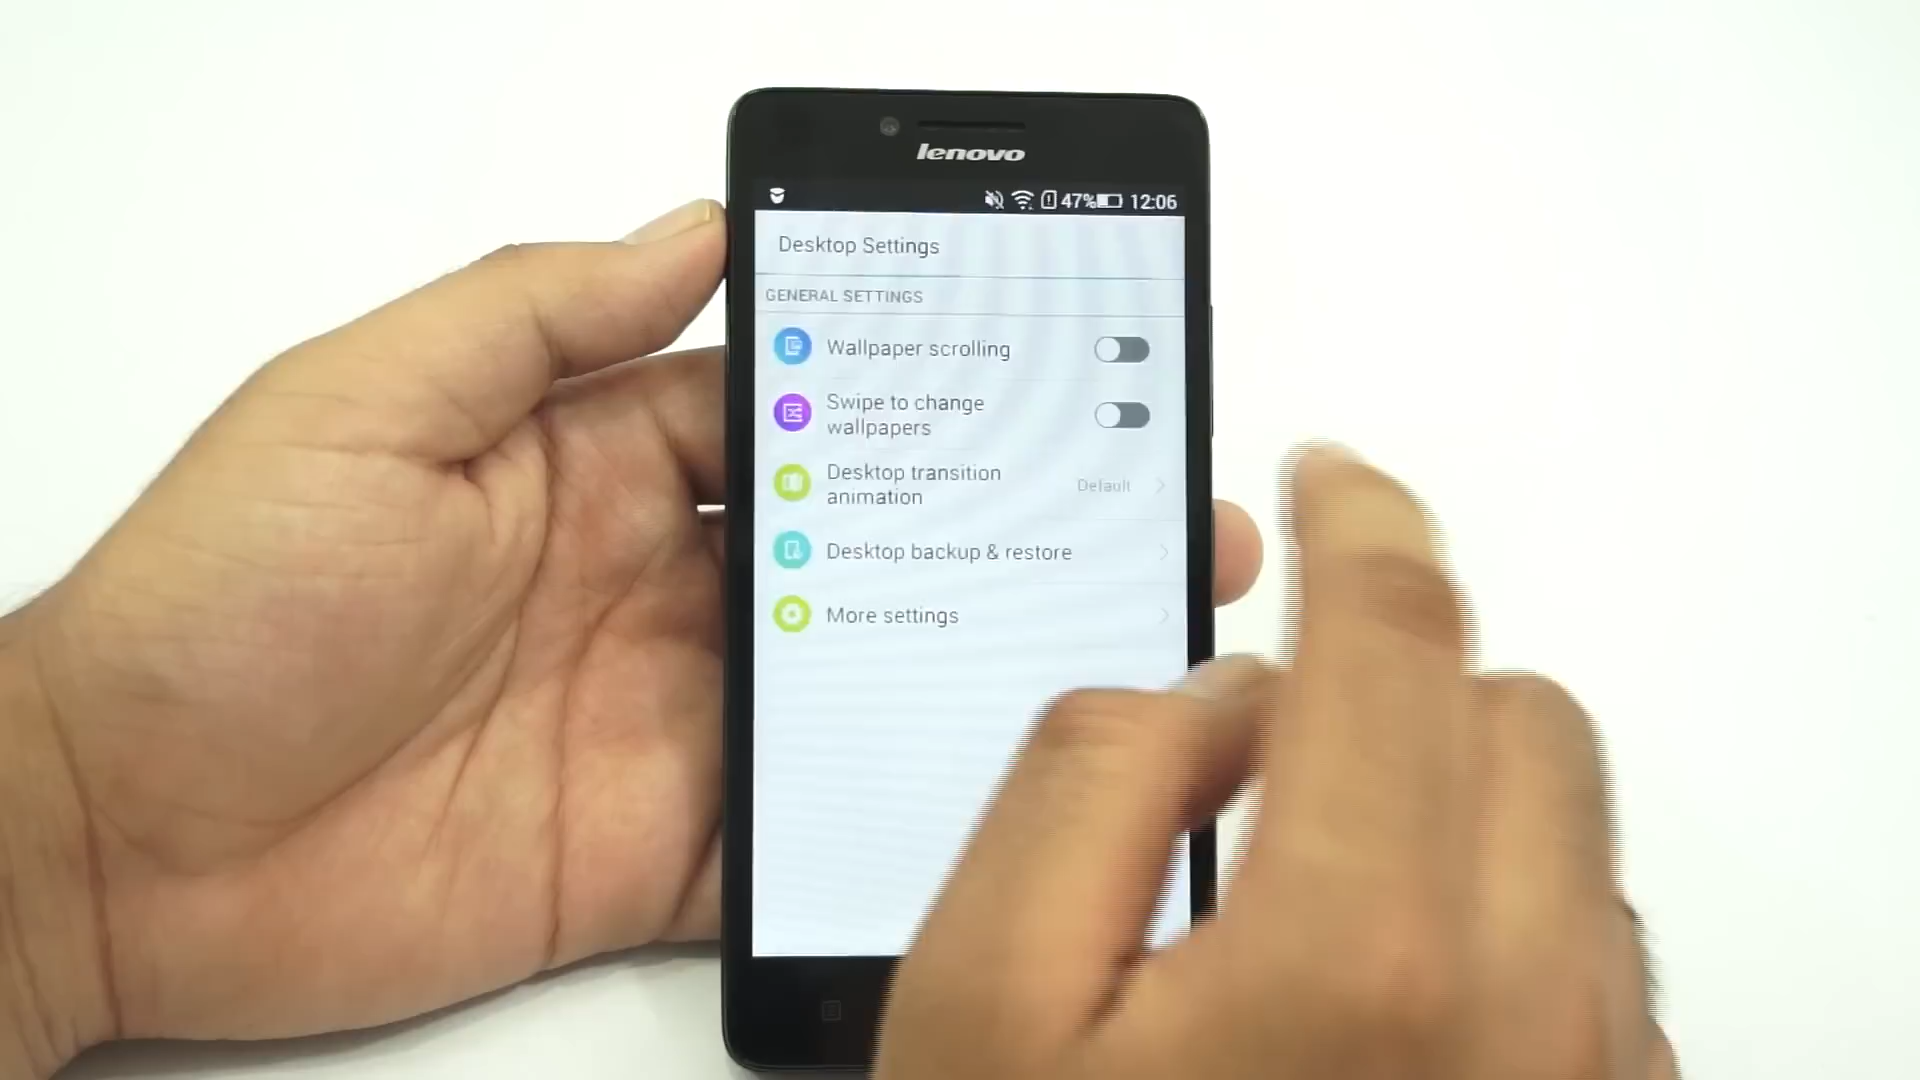 lenovo
47% 12:06
Desktop Settings
GENERAL SETTINGS
Wallpaper scrolling
Swipe to change
wallpapers
Desktop transition
animation
Default
Desktop backup & restore
More settings